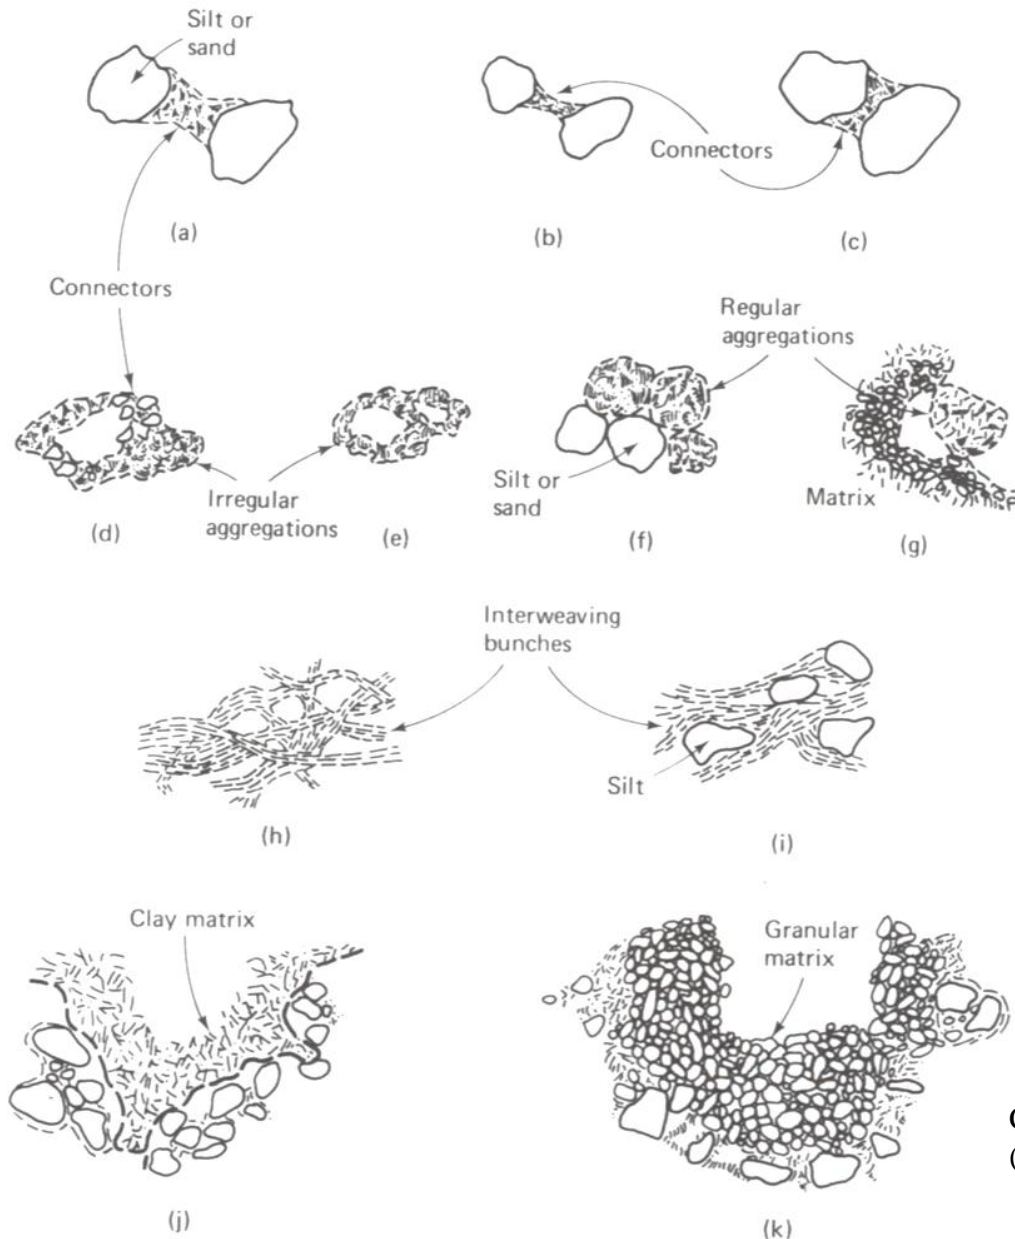 Silt or
sand
Connectors
(a)
(b)
(c)
Connectors
Regular
aggregations
Silt or
sand
Matrix
Irregular
aggregations
(d)
(e)
(f)
(g)
Interweaving
bunches
Silt
(h)
(i)
Clay matrix
Granular
matrix
(j)
(k)